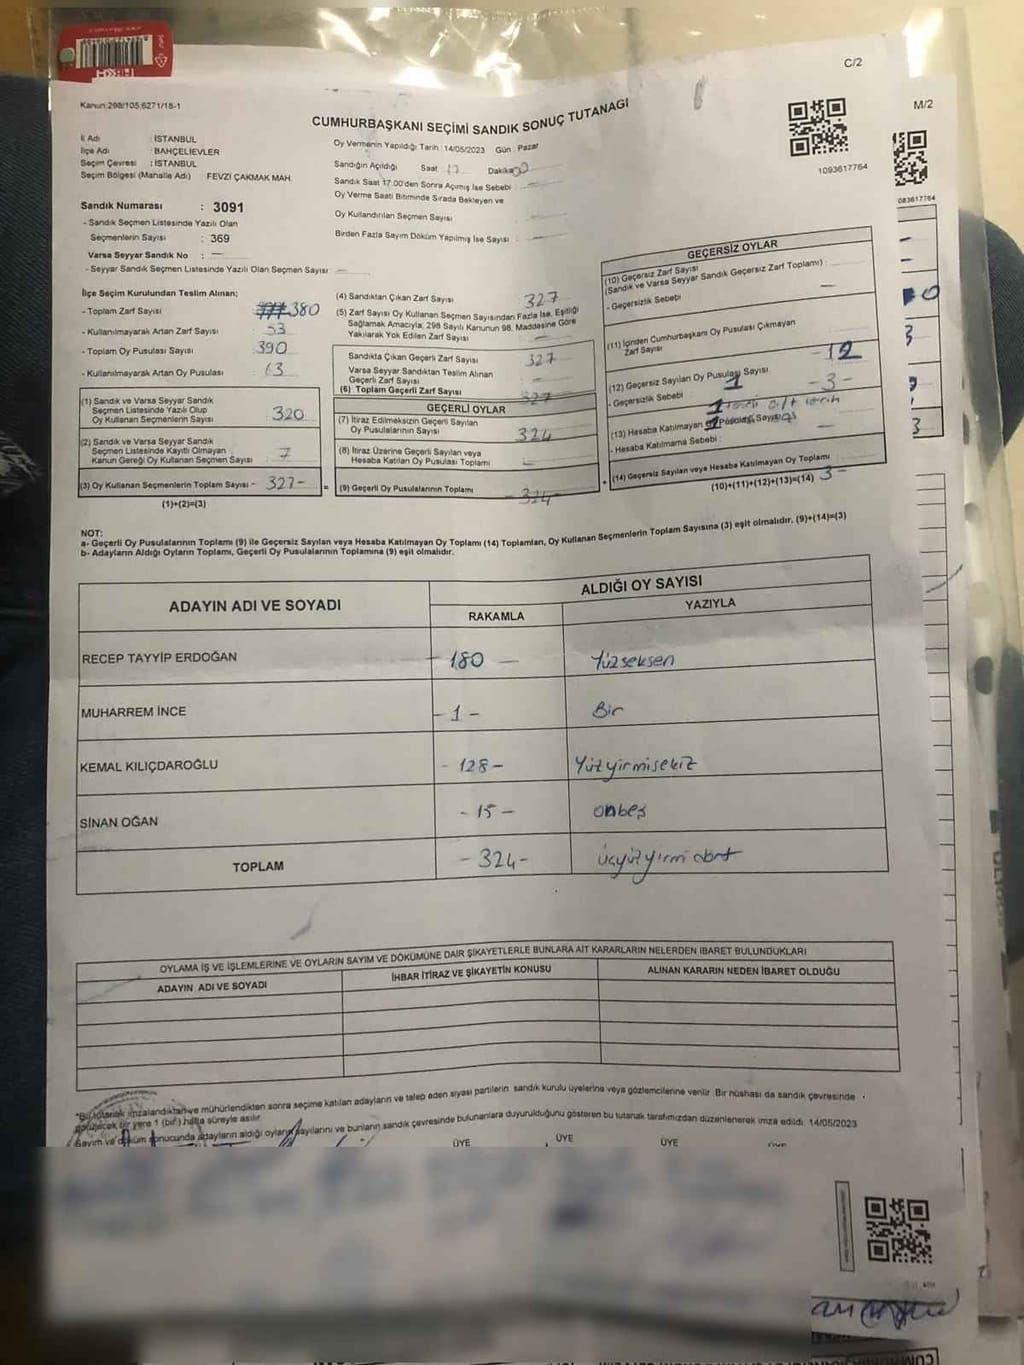 C/2
M/2
Kanun:298/105:6271/18-1
CUMHURBAŞKANI SEÇİMİ SANDIK SONUÇ TUTANAĞI
1093617764
İl Adı : İSTANBUL
İlçe Adı : BAHÇELİEVLER
Seçim Çevresi : İSTANBUL
Seçim Bölgesi (Mahalle Adı) FEVZİ ÇAKMAK MAH.
Oy Vermenin Yapıldığı Tarih : 14/05/2023 Gün : Pazar
Sandığın Açıldığı Saat 17 Dakika
Sandık Saat 17.00'den Sonra Açılmış İse Sebebi :
Oy Verme Saati Bitiminde Sırada Bekleyen ve
Oy Kullandırılan Seçmen Sayısı
Birden Fazla Sayım Döküm Yapılmış İse Sayısı :
Sandık Numarası : 3091
- Sandık Seçmen Listesinde Yazılı Olan
Seçmenlerin Sayısı : 369
Varsa Seyyar Sandık No :
- Seyyar Sandık Seçmen Listesinde Yazılı Olan Seçmen Sayısı :
İlçe Seçim Kurulundan Teslim Alınan;
- Toplam Zarf Sayısı : 380
- Kullanılmayarak Artan Zarf Sayısı : 53
- Toplam Oy Pusulası Sayısı : 390
- Kullanılmayarak Artan Oy Pusulası : 63
(1) Sandık ve Varsa Seyyar Sandık
Seçmen Listesinde Yazılı Olup
Oy Kullanan Seçmenlerin Sayısı 320
(2) Sandık ve Varsa Seyyar Sandık
Seçmen Listesinde Kayıtlı Olmayan
Kanun Gereği Oy Kullanan Seçmen Sayısı 7
(3) Oy Kullanan Seçmenlerin Toplam Sayısı - 327-
(1)+(2)=(3)
(4) Sandıktan Çıkan Zarf Sayısı 327
(5) Zarf Sayısı Oy Kullanan Seçmen Sayısından Fazla İse, Eşitliği
Sağlamak Amacıyla, 298 Sayılı Kanunun 98. Maddesine Göre
Yakılarak Yok Edilen Zarf Sayısı
Sandıkta Çıkan Geçerli Zarf Sayısı 327
Varsa Seyyar Sandıktan Teslim Alınan
Geçerli Zarf Sayısı
(6) Toplam Geçerli Zarf Sayısı 327
GEÇERLİ OYLAR
(7) İtiraz Edilmeksizin Geçerli Sayılan
Oy Pusulalarının Sayısı 324
(8) İtiraz Üzerine Geçerli Sayılan veya
Hesaba Katılan Oy Pusulası Toplamı
(9) Geçerli Oy Pusulalarının Toplamı - 324-
GEÇERSİZ OYLAR
(10) Geçersiz Zarf Sayısı
(Sandık ve Varsa Seyyar Sandık Geçersiz Zarf Toplamı) :
- Geçersizlik Sebebi
(11) İçinden Cumhurbaşkanı Oy Pusulası Çıkmayan
Zarf Sayısı
(12) Geçersiz Sayılan Oy Pusulası Sayısı -3-
- Geçersizlik Sebebi :
(13) Hesaba Katılmayan Oy Pusulası Sayısı
- Hesaba Katılmama Sebebi :
(14) Geçersiz Sayılan veya Hesaba Katılmayan Oy Toplamı 3-
(10)+(11)+(12)+(13)=(14)
NOT:
a- Geçerli Oy Pusulalarının Toplamı (9) ile Geçersiz Sayılan veya Hesaba Katılmayan Oy Toplamı (14) Toplamları, Oy Kullanan Seçmenlerin Toplam Sayısına (3) eşit olmalıdır. (9)+(14)=(3)
b- Adayların Aldığı Oyların Toplamı, Geçerli Oy Pusulalarının Toplamına (9) eşit olmalıdır.
ADAYIN ADI VE SOYADI
ALDIĞI OY SAYISI
RAKAMLA YAZIYLA
RECEP TAYYİP ERDOĞAN - 180 - Yüzseksen
MUHARREM İNCE - 1 - Bir
KEMAL KILIÇDAROĞLU - 128 - Yüzyirmisekiz
SİNAN OĞAN - 15 - onbeş
TOPLAM - 324 - üçyüzyirmi dört
OYLAMA İŞ VE İŞLEMLERINE VE OYLARIN SAYIM VE DÖKÜMÜNE DAİR ŞİKAYETLERLE BUNLARA AİT KARARLARIN NELERDEN İBARET BULUNDUKLARI
ADAYIN ADI VE SOYADI İHBAR İTİRAZ VE ŞİKAYETİN KONUSU ALINAN KARARIN NEDEN İBARET OLDUĞU
*Bu tutanak imzalandıktan ve mühürlendikten sonra seçime katılan adayların ve talep eden siyasi partilerin sandık kurulu üyelerine veya gözlemcilerine verilir. Bir nüshası da sandık çevresinde
görülecek bir yere 1 (bir) hafta süreyle asılır.
Sayım ve döküm sonucunda adayların aldığı oyların sayılarını ve bunların sandık çevresinde bulunanlara duyurulduğunu gösteren bu tutanak tarafımızdan düzenlenerek imza edildi. 14/05/2023
ÜYE ÜYE ÜYE